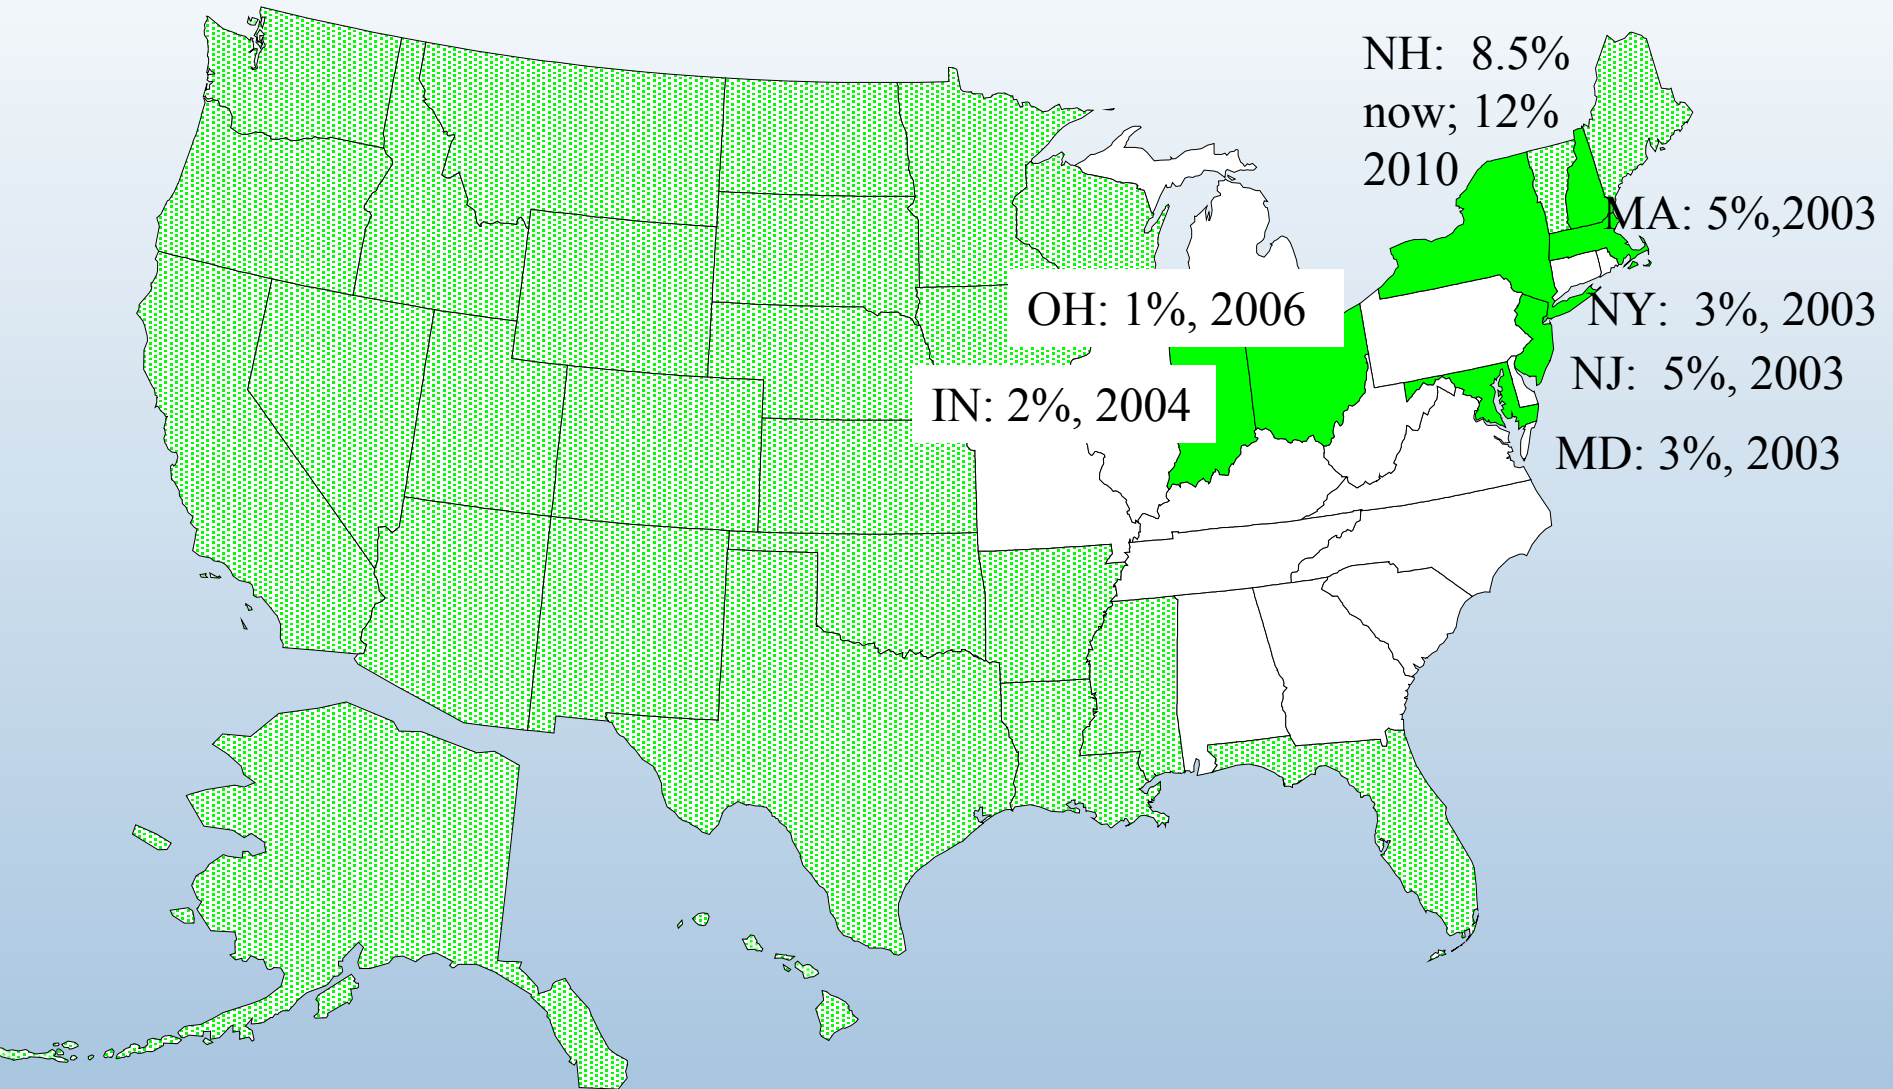 NH:  8.5%
now; 12%
2010
MA: 5%,2003
OH: 1%, 2006
NY:  3%, 2003
NJ:  5%, 2003
IN: 2%, 2004
MD: 3%, 2003